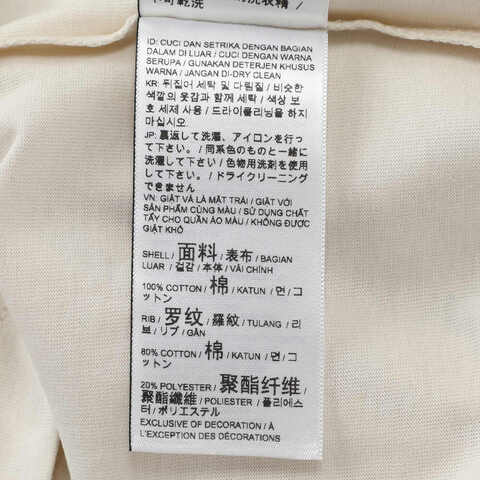 不可乾洗
ID: CUCI DAN SETRIKA DENGAN BAGIAN
DALAM DI LUAR / CUCI DENGAN WARNA
SERUPA / GUNAKAN DETERJEN KHUSUS
WARNA / JANGAN DI-DRY CLEAN
KR: 뒤집어 세탁 및 다림질 / 비슷한
색깔의 옷감과 함께 세탁 / 색상 보
호 세제 사용 / 드라이클리닝을 하지
마십시오.
JP: 裏返して洗濯、アイロンを行っ
て下さい。/ 同系色のものと一緒に
洗濯して下さい / 色物用洗剤を使用
して下さい。/ ドライクリーニング
できません
VN: GIẶT VÀ LÀ MẶT TRÁI / GIẶT VỚI
SẢN PHẨM CÙNG MÀU / SỬ DỤNG CHẤT
TẨY CHO QUẦN ÁO MÀU / KHÔNG ĐƯỢC
GIẶT KHÔ
SHELL / 面料 / 表布 / BAGIAN
LUAR / 겉감 / 本体 / VẢI CHÍNH
100% COTTON / 棉 / KATUN / 면 / コ
ットン
RIB / 罗纹 / 羅紋 / TULANG / 리
브 / リブ / GÂN
80% COTTON / 棉 / KATUN / 면 / コ
ットン
20% POLYESTER / 聚酯纤维 /
聚酯纖維 / POLIESTER / 폴리에스
터 / ポリエステル
EXCLUSIVE OF DECORATION / À
L'EXCEPTION DES DÉCORATIONS